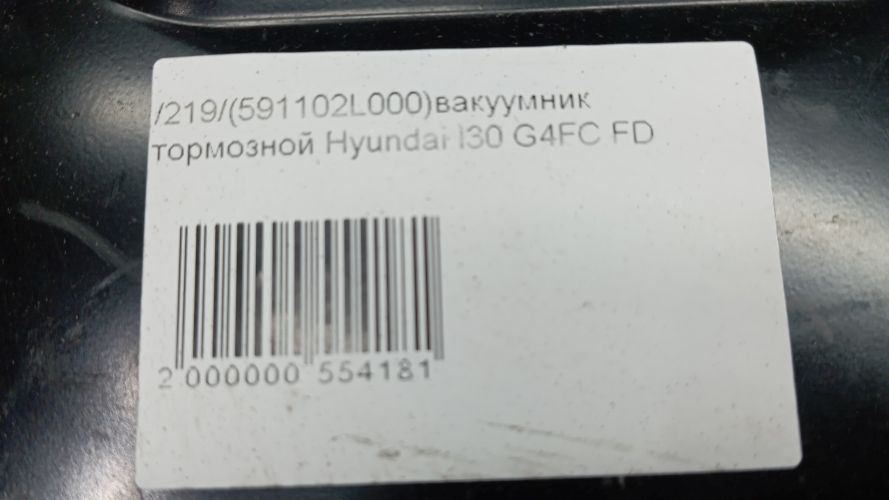 /219/(591102L000)вакуумник
тормозной Hyundai I30 G4FC FD
2 000000 554181